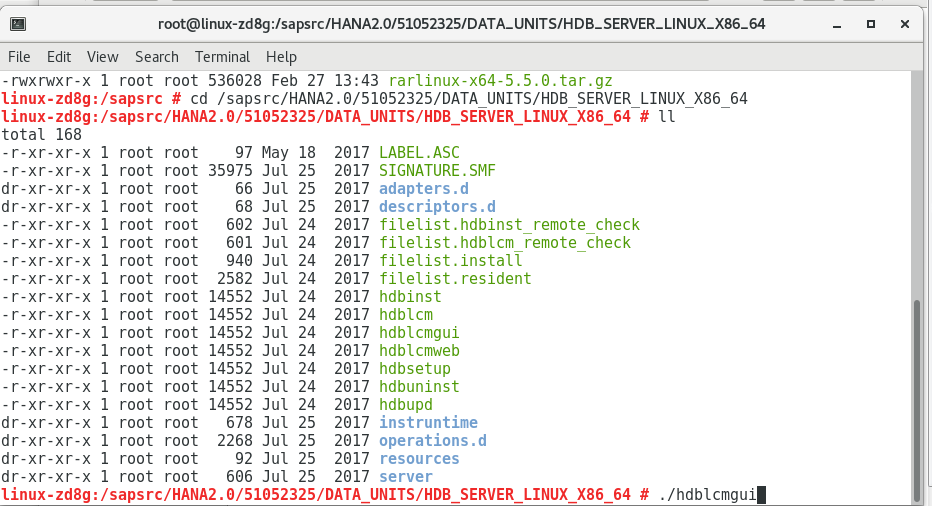 root@linux-zd8g:/sapsrc/HANA2.0/51052325/DATA_UNITS/HDB_SERVER_LINUX_X86_64
File Edit View Search Terminal Help
-rwxrwxr-x 1 root root 536028 Feb 27 13:43 rarlinux-x64-5.5.0.tar.gz
linux-zd8g:/sapsrc # cd /sapsrc/HANA2.0/51052325/DATA_UNITS/HDB_SERVER_LINUX_X86_64
linux-zd8g:/sapsrc/HANA2.0/51052325/DATA_UNITS/HDB_SERVER_LINUX_X86_64 # ll
total 168
-r-xr-xr-x 1 root root    97 May 18  2017 LABEL.ASC
-r-xr-xr-x 1 root root 35975 Jul 25  2017 SIGNATURE.SMF
dr-xr-xr-x 1 root root    66 Jul 25  2017 adapters.d
dr-xr-xr-x 1 root root    68 Jul 25  2017 descriptors.d
-r-xr-xr-x 1 root root   602 Jul 24  2017 filelist.hdbinst_remote_check
-r-xr-xr-x 1 root root   601 Jul 24  2017 filelist.hdblcm_remote_check
-r-xr-xr-x 1 root root   940 Jul 24  2017 filelist.install
-r-xr-xr-x 1 root root  2582 Jul 24  2017 filelist.resident
-r-xr-xr-x 1 root root 14552 Jul 24  2017 hdbinst
-r-xr-xr-x 1 root root 14552 Jul 24  2017 hdblcm
-r-xr-xr-x 1 root root 14552 Jul 24  2017 hdblcmgui
-r-xr-xr-x 1 root root 14552 Jul 24  2017 hdblcmweb
-r-xr-xr-x 1 root root 14552 Jul 24  2017 hdbsetup
-r-xr-xr-x 1 root root 14552 Jul 24  2017 hdbuninst
-r-xr-xr-x 1 root root 14552 Jul 24  2017 hdbupd
dr-xr-xr-x 1 root root   678 Jul 25  2017 instruntime
dr-xr-xr-x 1 root root  2268 Jul 25  2017 operations.d
dr-xr-xr-x 1 root root    92 Jul 25  2017 resources
dr-xr-xr-x 1 root root   606 Jul 25  2017 server
linux-zd8g:/sapsrc/HANA2.0/51052325/DATA_UNITS/HDB_SERVER_LINUX_X86_64 # ./hdblcmgui